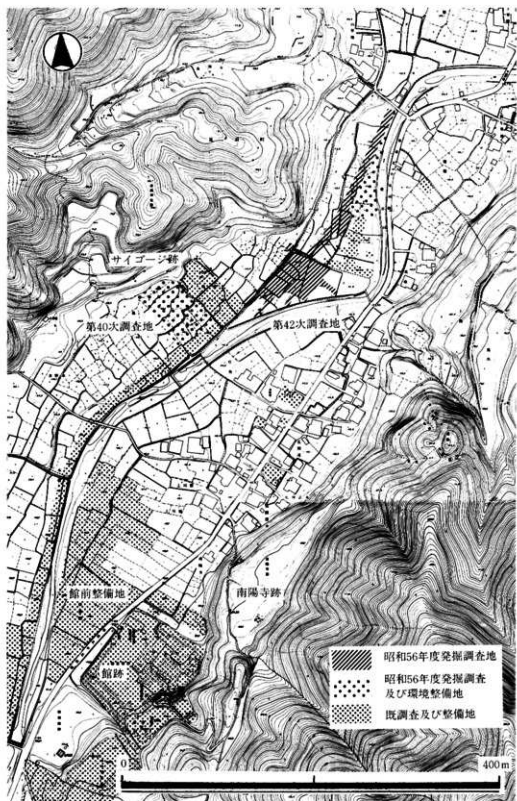 サイゴージ跡
第40次調査地
第42次調査地
館前整備地
南陽寺跡
館跡
昭和56年度発掘調査地
昭和56年度発掘調査
及び環境整備地
既調査及び整備地
0
400m